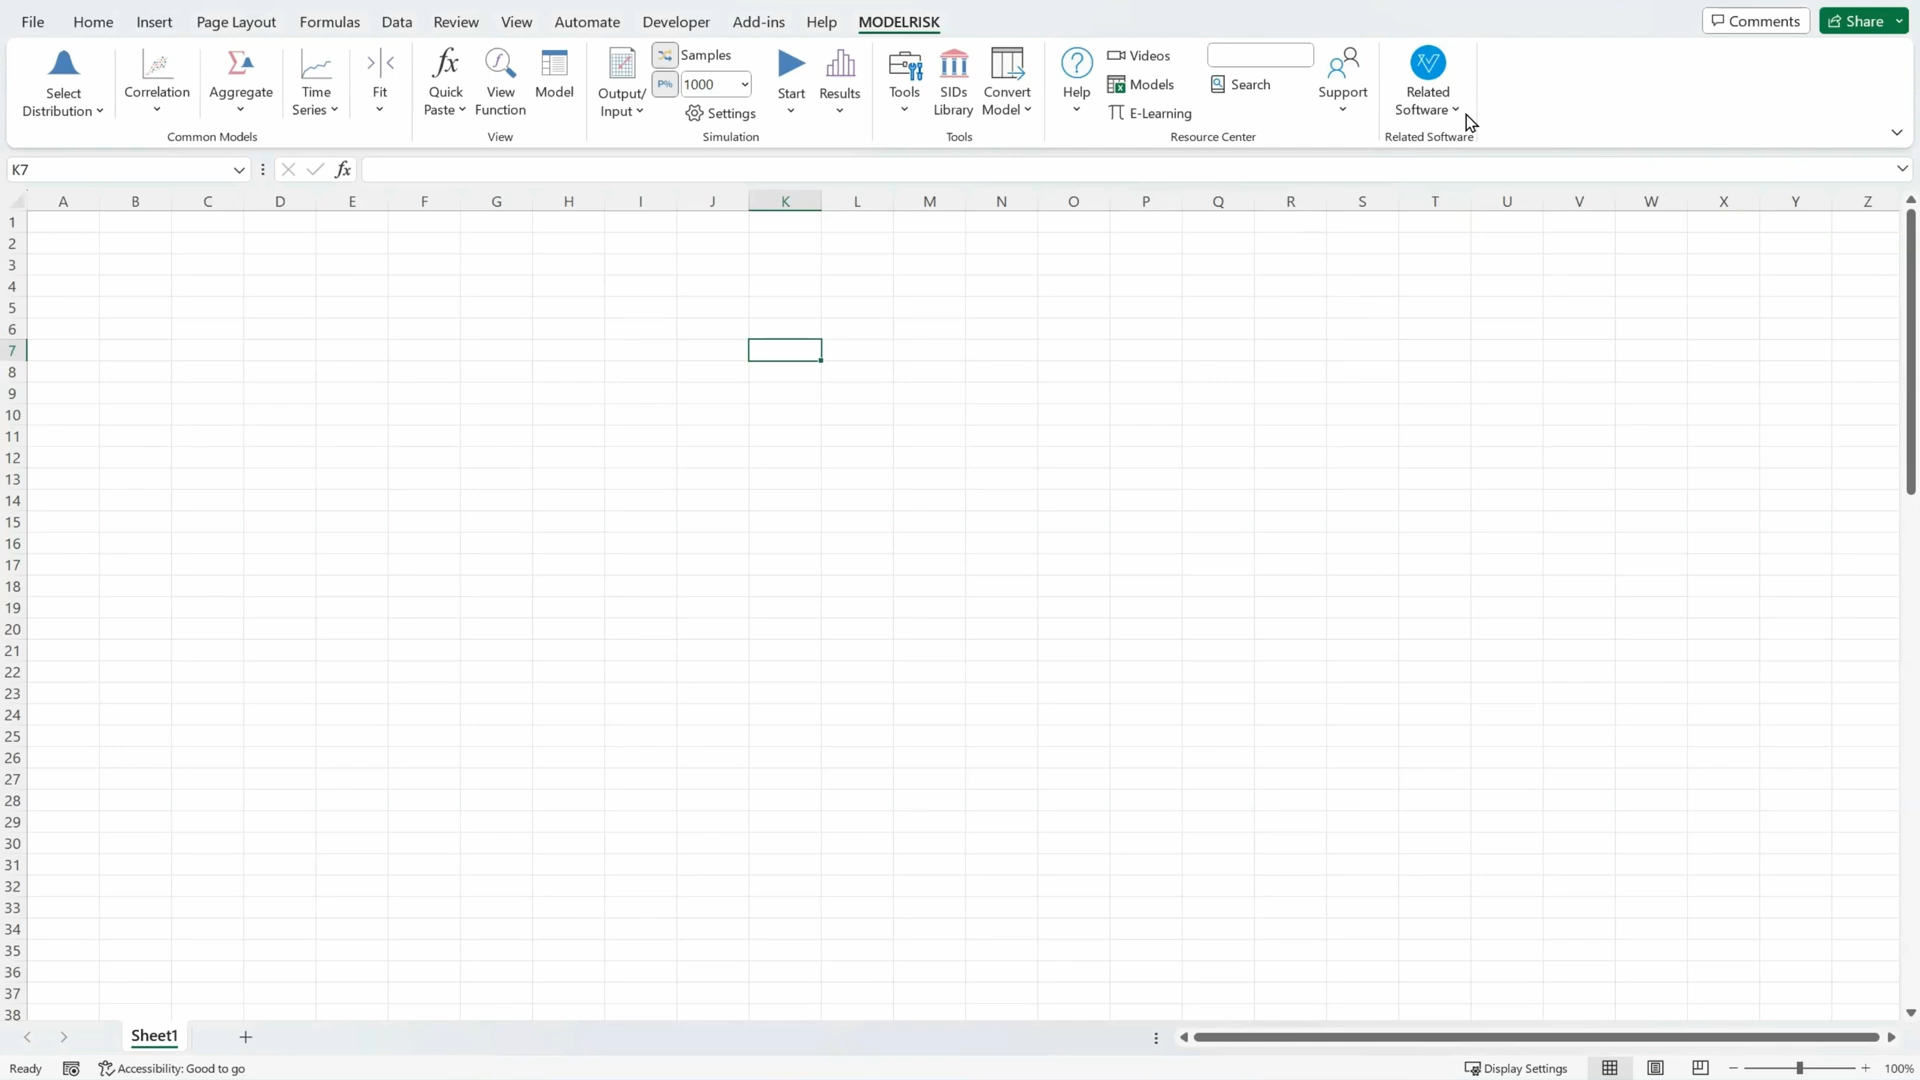 File Home Insert Page Layout Formulas Data Review View Automate Developer Add-ins Help MODELRISK Comments Share
Select Distribution
Correlation
Aggregate
Time Series
Fit
Common Models
fx
Quick Paste
View Function
Model
View
Output/ Input
Samples
P% 1000
Settings
Start
Results
Simulation
Tools
SIDs Library
Convert Model
Tools
Help
Videos
Models
E-Learning
Search
Support
Resource Center
Related Software
Related Software
K7 fx
A B C D E F G H I J K L M N O P Q R S T U V W X Y Z
1
2
3
4
5
6
7
8
9
10
11
12
13
14
15
16
17
18
19
20
21
22
23
24
25
26
27
28
29
30
31
32
33
34
35
36
37
38
Sheet1
Ready Accessibility: Good to go Display Settings 100%